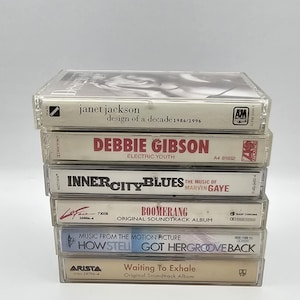 janet jackson
design of a decade 1986/1996
A&M
DEBBIE GIBSON
ELECTRIC YOUTH
INNER CITY BLUES THE MUSIC OF
MARVIN GAYE
BOOMERANG
ORIGINAL SOUNDTRACK ALBUM
MUSIC FROM THE MOTION PICTURE
HOW STELL GOT HER GROOVE BACK
ARISTA
Waiting To Exhale
Original Soundtrack Album